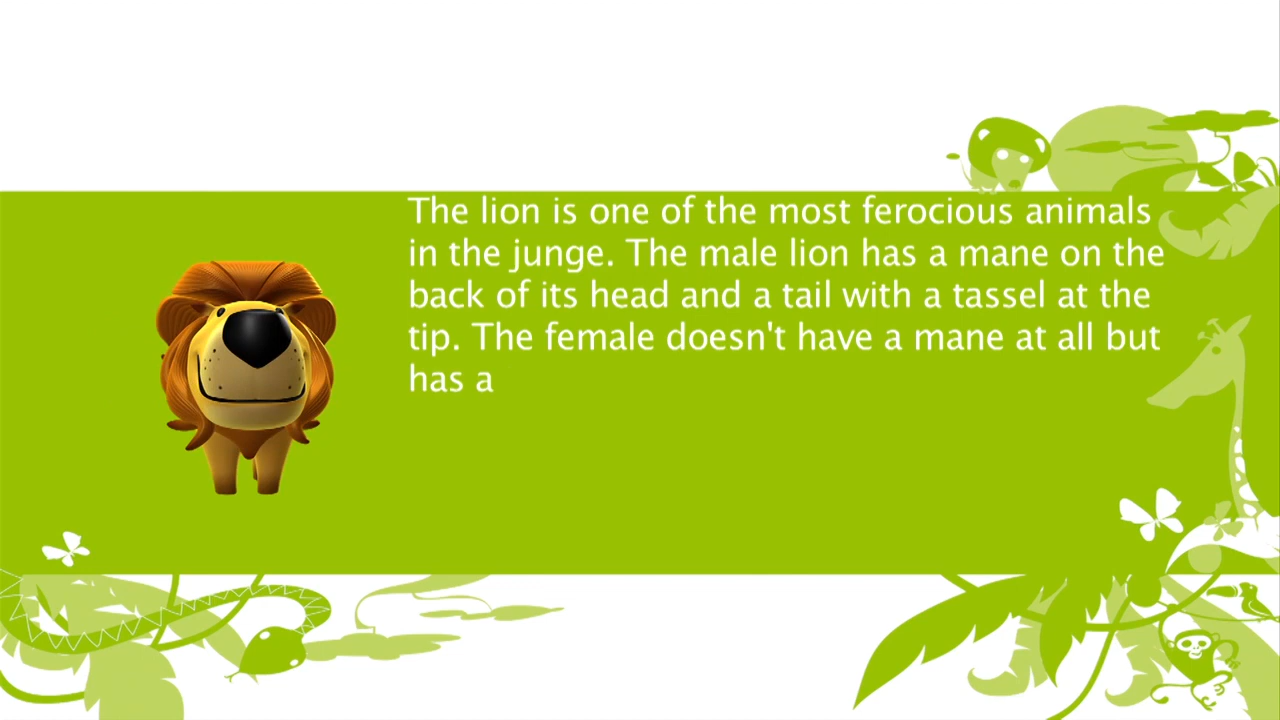 The lion is one of the most ferocious animals
in the junge. The male lion has a mane on the
back of its head and a tail with a tassel at the
tip. The female doesn't have a mane at all but
has a